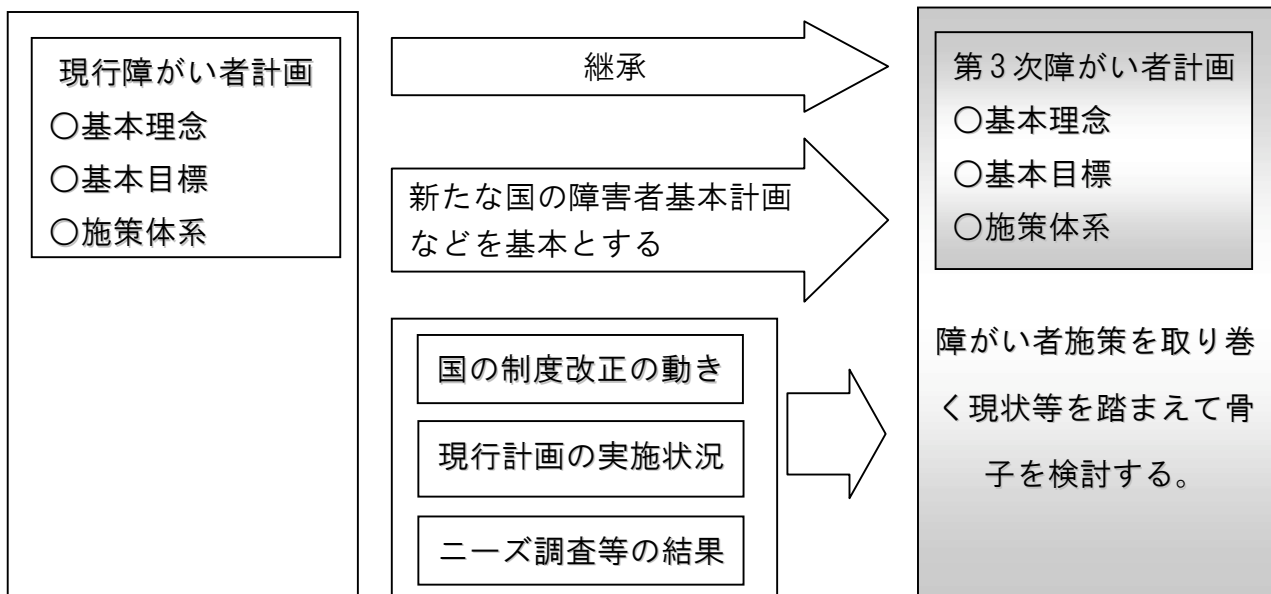 現行障がい者計画
○基本理念
○基本目標
○施策体系
継承
新たな国の障害者基本計画
などを基本とする
国の制度改正の動き
現行計画の実施状況
ニーズ調査等の結果
第3次障がい者計画
○基本理念
○基本目標
○施策体系
障がい者施策を取り巻
く現状等を踏まえて骨
子を検討する。